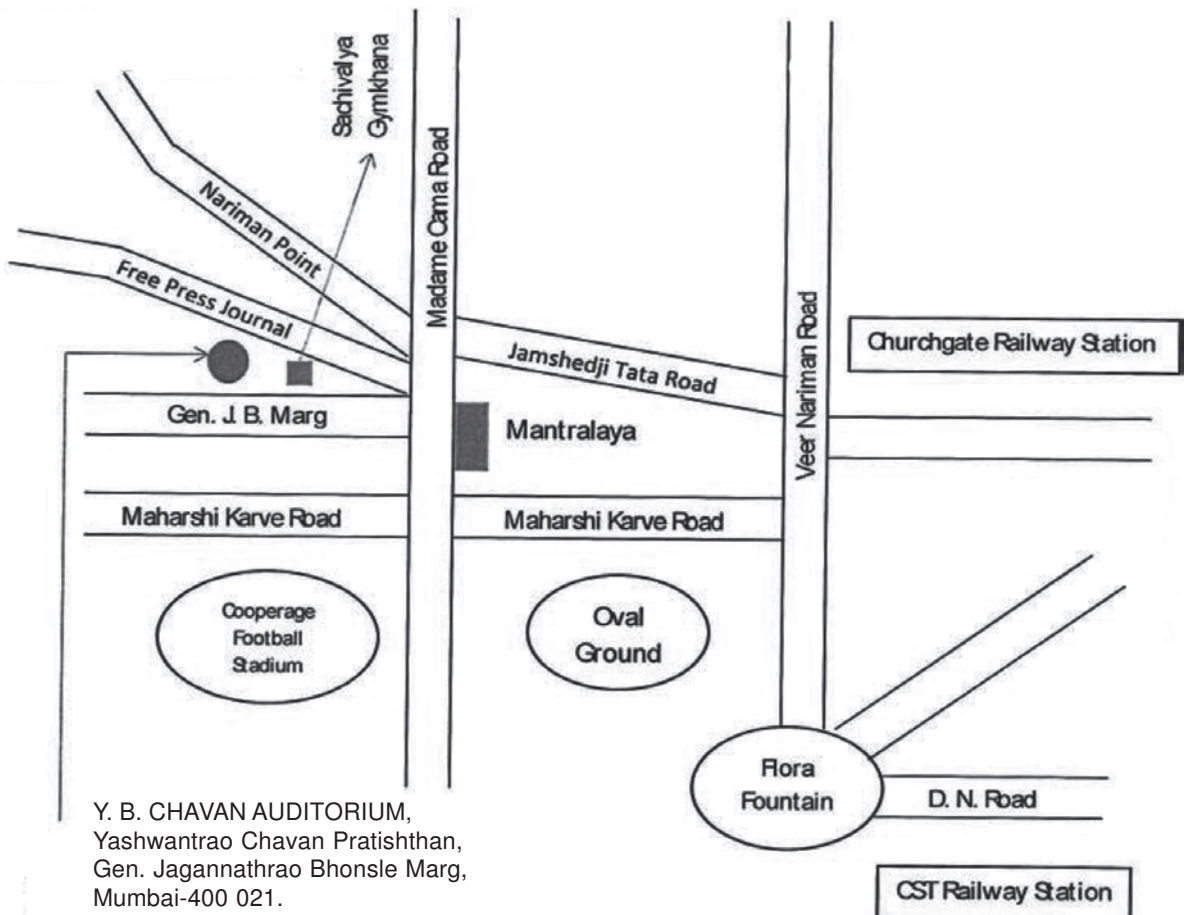 Sachivalya
Gymkhana
Madame Cama Road
Nariman Point
Free Press Journal
Jamshedji Tata Road
Veer Nariman Road
Churchgate Railway Station
Gen. J. B. Marg
Mantralaya
Maharshi Karve Road
Maharshi Karve Road
Cooperage
Football
Stadium
Oval
Ground
Flora
Fountain
D. N. Road
CST Railway Station
Y. B. CHAVAN AUDITORIUM,
Yashwantrao Chavan Pratishthan,
Gen. Jagannathrao Bhonsle Marg,
Mumbai-400 021.